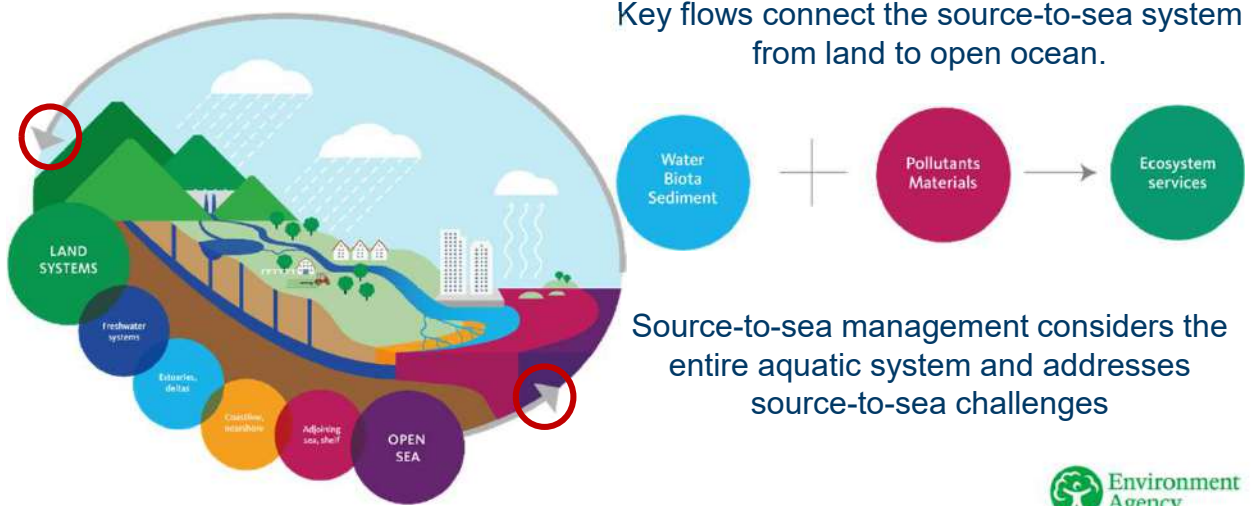 Key flows connect the source-to-sea system
from land to open ocean.
Water
Biota
Sediment
Pollutants
Materials
Ecosystem
services
LAND
SYSTEMS
Freshwater
systems
Estuaries,
deltas
Coastline,
nearshore
Adjoining
sea, shelf
OPEN
SEA
Source-to-sea management considers the
entire aquatic system and addresses
source-to-sea challenges
Environment
Agency